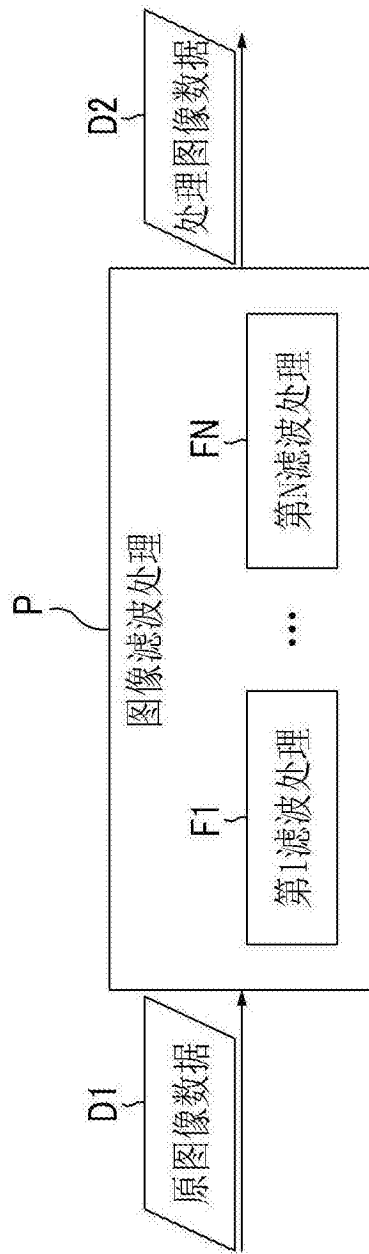 P
D1
原图像数据
图像滤波处理
F1
第1滤波处理
...
FN
第N滤波处理
D2
处理图像数据